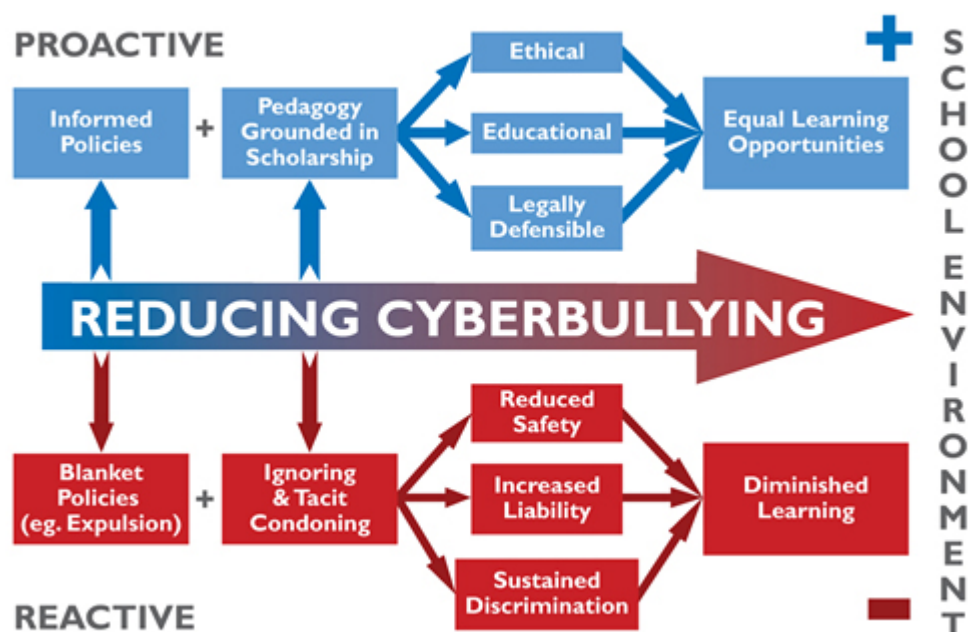 PROACTIVE
Informed
Policies
+
Pedagogy
Grounded in
Scholarship
Ethical
Educational
Legally
Defensible
Equal Learning
Opportunities
REDUCING CYBERBULLYING
Blanket
Policies
(eg. Expulsion)
+
Ignoring
& Tacit
Condoning
Reduced
Safety
Increased
Liability
Sustained
Discrimination
Diminished
Learning
REACTIVE
+
SCHOOL ENVIRONMENT
-